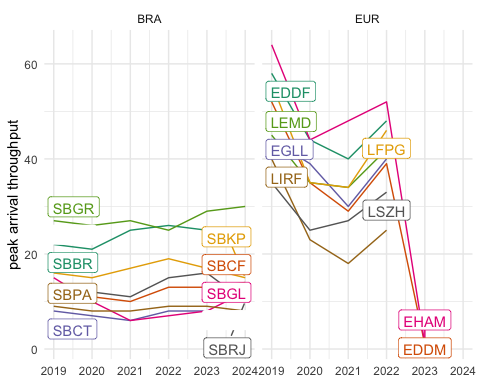 BRA
EUR
peak arrival throughput
60
40
20
0
SBGR
SBBR
SBPA
SBCT
SBKP
SBCF
SBGL
SBRJ
EDDF
LEMD
EGLL
LIRF
LFPG
LSZH
EHAM
EDDM
2019 2020 2021 2022 2023 2024
2019 2020 2021 2022 2023 2024